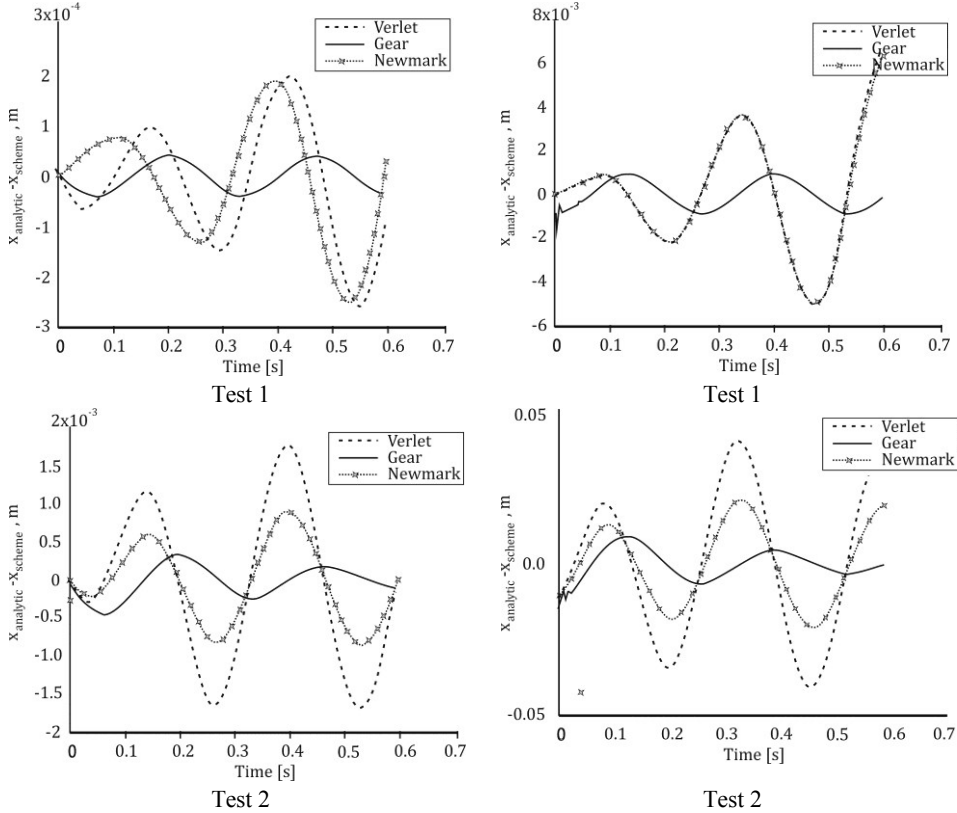 3x10-4
Verlet
Gear
Newmark
2
1
0
-1
-2
-3
0 0.1 0.2 0.3 0.4 0.5 0.6 0.7
Time [s]
xanalytic -xscheme , m
Test 1
8x10-3
Verlet
Gear
Newmark
6
4
2
0
-2
-4
-6
0 0.1 0.2 0.3 0.4 0.5 0.6 0.7
Time [s]
xanalytic -xscheme , m
Test 1
2x10-3
Verlet
Gear
Newmark
1.5
1.0
0.5
0
-0.5
-1.0
-1.5
-2
0 0.1 0.2 0.3 0.4 0.5 0.6 0.7
Time [s]
xanalytic -xscheme , m
Test 2
0.05
Verlet
Gear
Newmark
0.0
-0.05
0 0.1 0.2 0.3 0.4 0.5 0.6 0.7
Time [s]
xanalytic -xscheme , m
Test 2